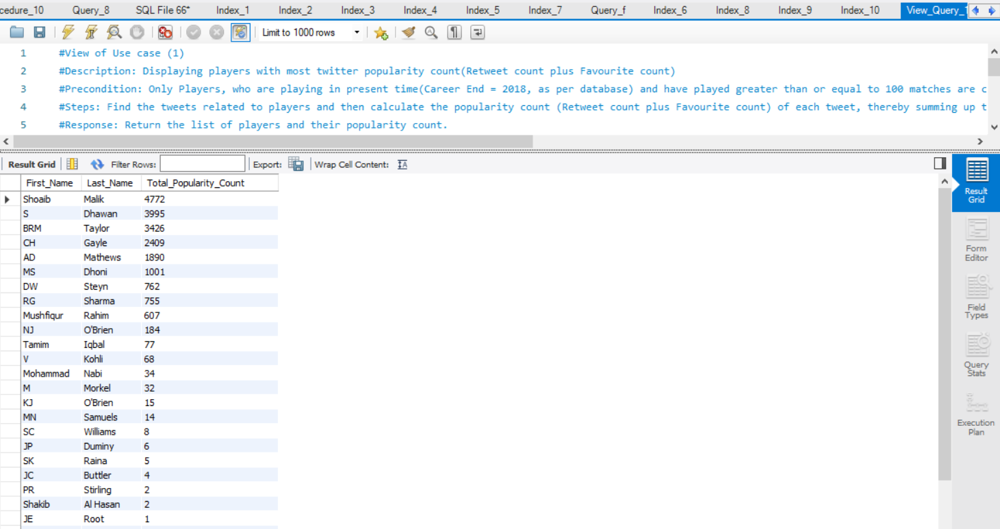 cedure_10 Query_8 SQL File 66* Index_1 Index_2 Index_3 Index_4 Index_5 Index_7 Query_f Index_6 Index_8 Index_9 Index_10 View_Query_1
Limit to 1000 rows
1 #View of Use case (1)
2 #Description: Displaying players with most twitter popularity count(Retweet count plus Favourite count)
3 #Precondition: Only Players, who are playing in present time(Career End = 2018, as per database) and have played greater than or equal to 100 matches are c
4 #Steps: Find the tweets related to players and then calculate the popularity count (Retweet count plus Favourite count) of each tweet, thereby summing up t
5 #Response: Return the list of players and their popularity count.
Result Grid Filter Rows: Export: Wrap Cell Content:
First_Name Last_Name Total_Popularity_Count
Shoaib Malik 4772
S Dhawan 3995
BRM Taylor 3426
CH Gayle 2409
AD Mathews 1890
MS Dhoni 1001
DW Steyn 762
RG Sharma 755
Mushfiqur Rahim 607
NJ O'Brien 184
Tamim Iqbal 77
V Kohli 68
Mohammad Nabi 34
M Morkel 32
KJ O'Brien 15
MN Samuels 14
SC Williams 8
JP Duminy 6
SK Raina 5
JC Buttler 4
PR Stirling 2
Shakib Al Hasan 2
JE Root 1
Result
Grid
Form
Editor
Field
Types
Query
Stats
Execution
Plan